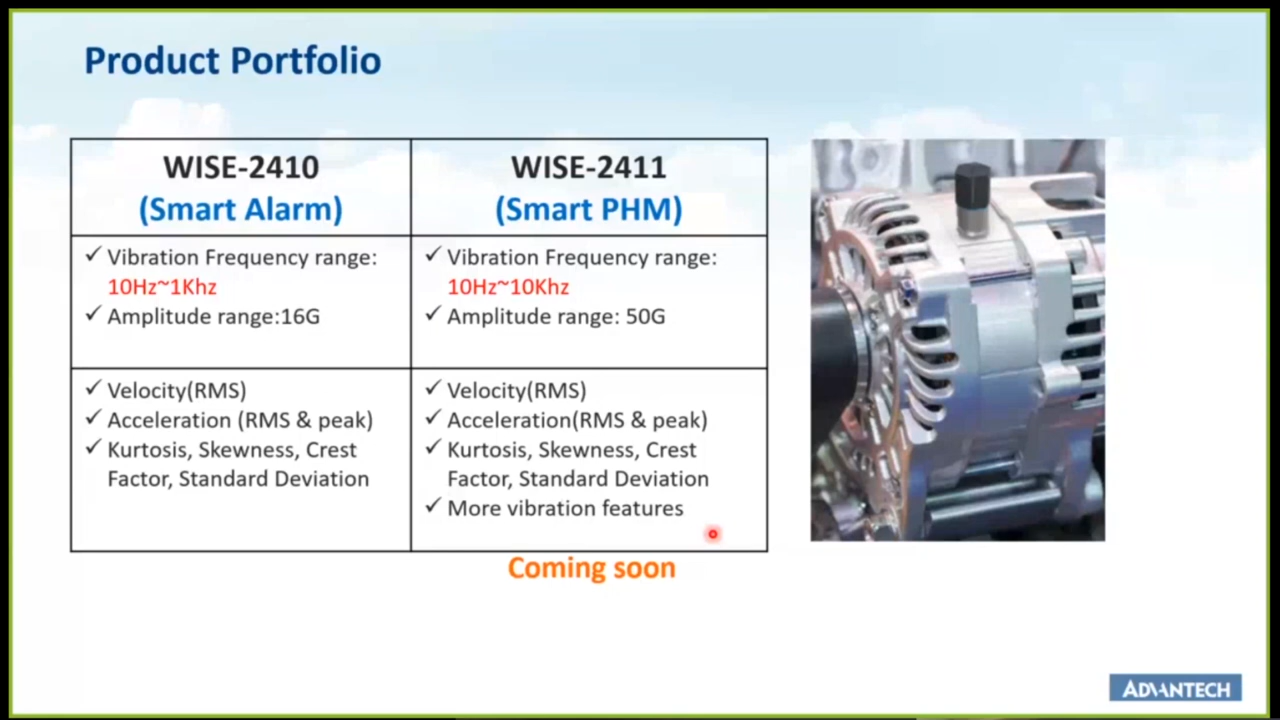 Product Portfolio
WISE-2410
(Smart Alarm)
WISE-2411
(Smart PHM)
✓ Vibration Frequency range:
10Hz~1Khz
✓ Amplitude range:16G
✓ Vibration Frequency range:
10Hz~10Khz
✓ Amplitude range: 50G
✓ Velocity(RMS)
✓ Acceleration (RMS & peak)
✓ Kurtosis, Skewness, Crest
Factor, Standard Deviation
✓ Velocity(RMS)
✓ Acceleration(RMS & peak)
✓ Kurtosis, Skewness, Crest
Factor, Standard Deviation
✓ More vibration features
Coming soon
ADVANTECH